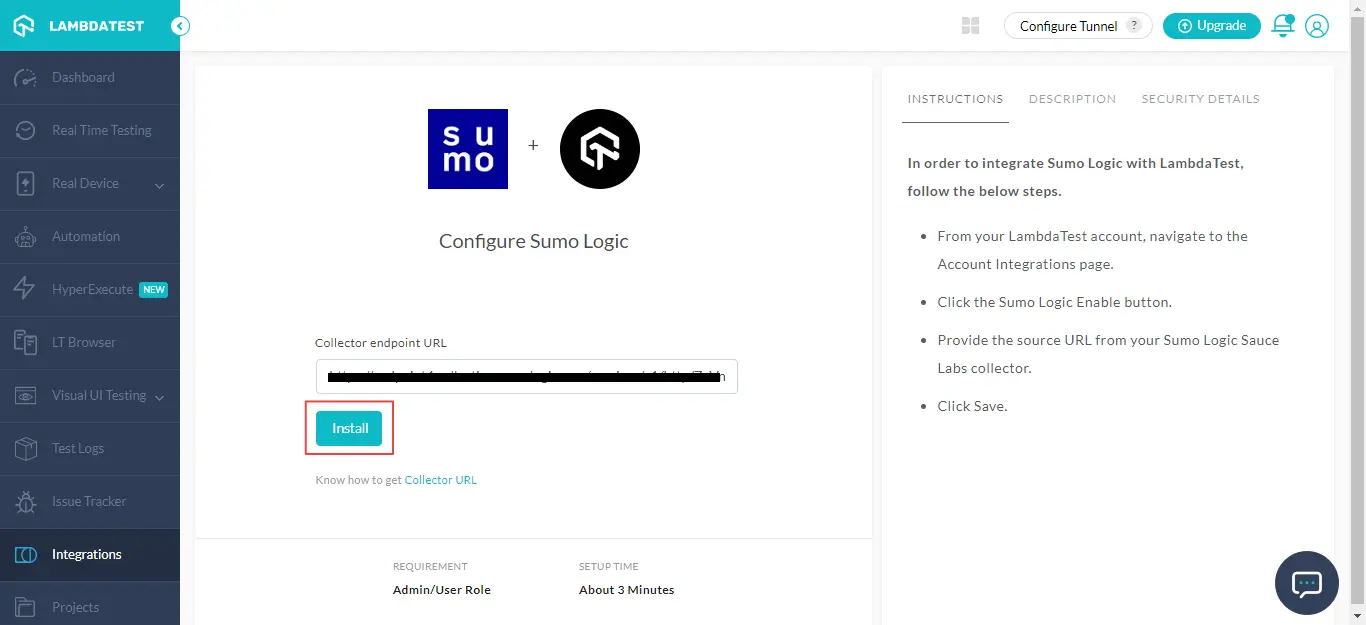 LAMBDATEST
Configure Tunnel ?
Upgrade
Dashboard
Real Time Testing
Real Device
Automation
HyperExecute NEW
LT Browser
Visual UI Testing
Test Logs
Issue Tracker
Integrations
Projects
su
mo
+
Configure Sumo Logic
Collector endpoint URL
Install
Know how to get Collector URL
REQUIREMENT
Admin/User Role
SETUP TIME
About 3 Minutes
INSTRUCTIONS
DESCRIPTION
SECURITY DETAILS
In order to integrate Sumo Logic with LambdaTest,
follow the below steps.
• From your LambdaTest account, navigate to the
Account Integrations page.
• Click the Sumo Logic Enable button.
• Provide the source URL from your Sumo Logic Sauce
Labs collector.
• Click Save.